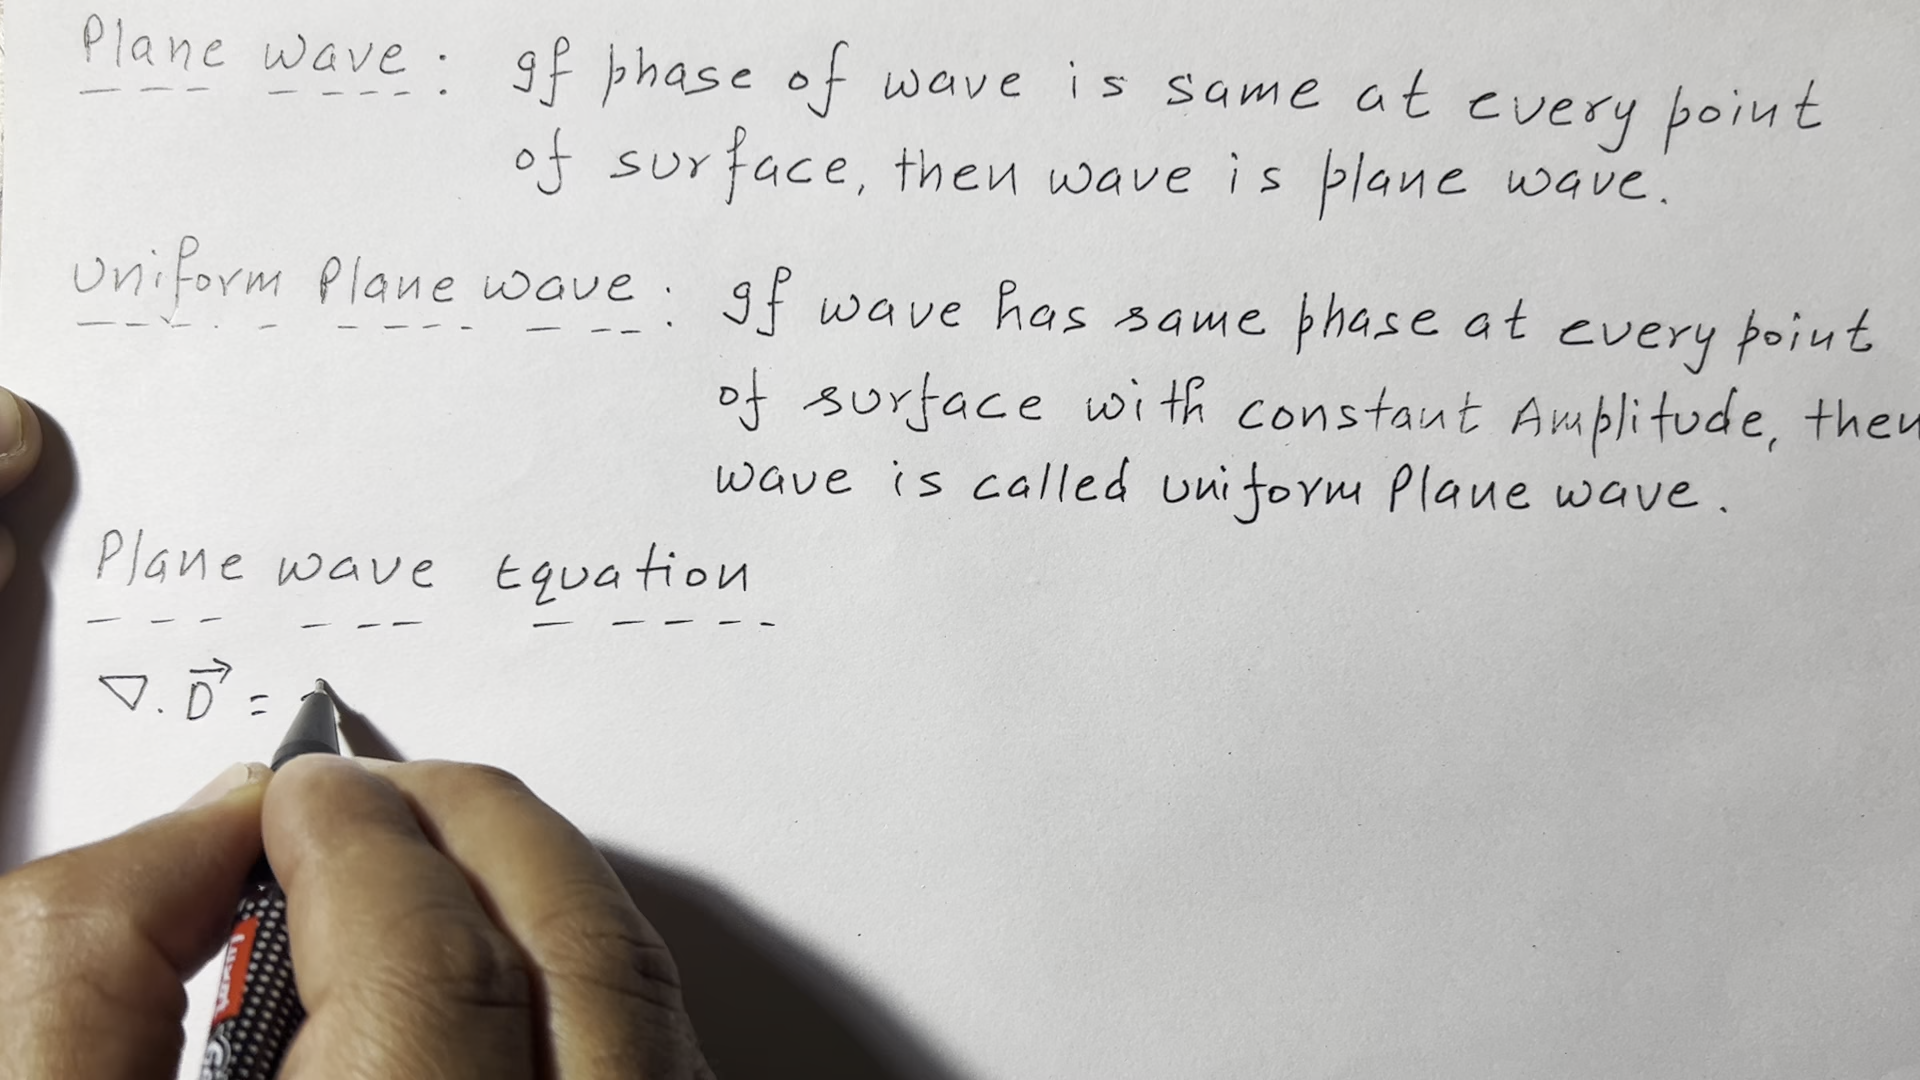 Plane wave: If phase of wave is same at every point
of surface, then wave is plane wave.
Uniform Plane wave: If wave has same phase at every point
of surface with constant Amplitude, then
wave is called uniform Plane wave.
Plane wave Equation
∇. D⃗ =